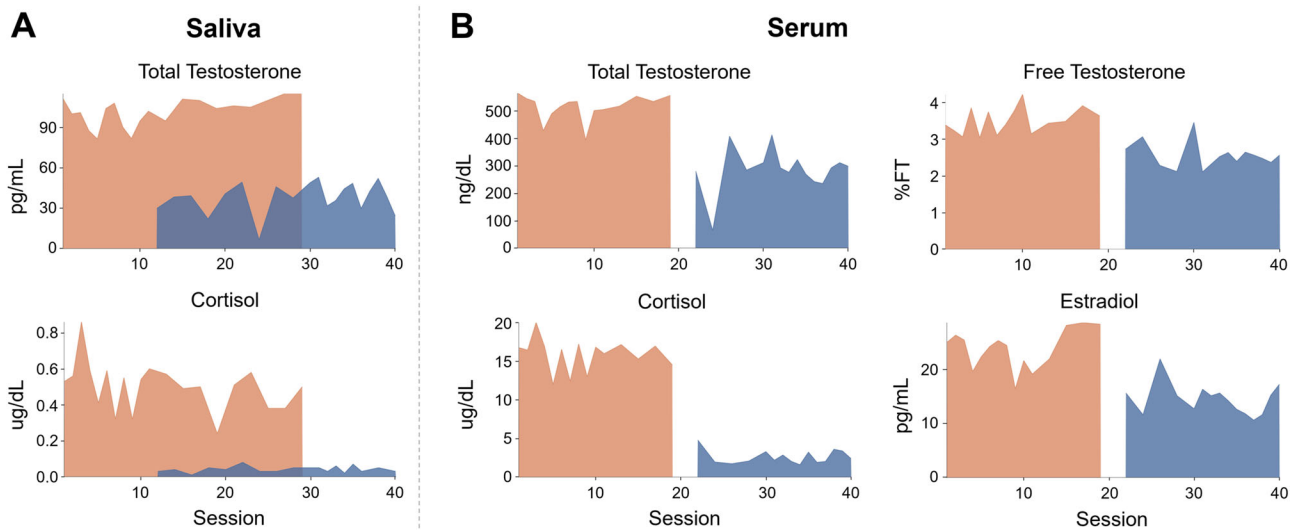 A
Saliva
B
Serum
Total Testosterone
pg/mL
90
60
30
0
10
20
30
40
Total Testosterone
ng/dL
500
400
300
200
100
0
10
20
30
40
Free Testosterone
%FT
4
3
2
1
0
10
20
30
40
Cortisol
ug/dL
0.8
0.6
0.4
0.2
0.0
10
20
30
40
Session
Cortisol
ug/dL
20
15
10
5
0
10
20
30
40
Session
Estradiol
pg/mL
20
10
0
10
20
30
40
Session